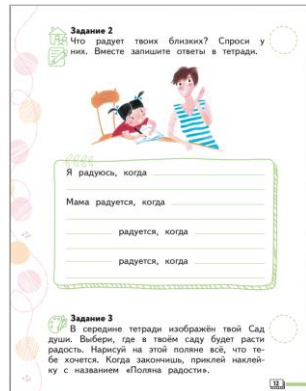 Задание 2
Что радует твоих близких? Спроси у
них. Вместе запишите ответы в тетради.
Я радуюсь, когда
Мама радуется, когда
радуется, когда
радуется, когда
Задание 3
В середине тетради изображён твой Сад
души. Выбери, где в твоём саду будет расти
радость. Нарисуй на этой поляне всё, что те-
бе хочется. Когда закончишь, приклей наклей-
ку с названием «Поляна радости».
12